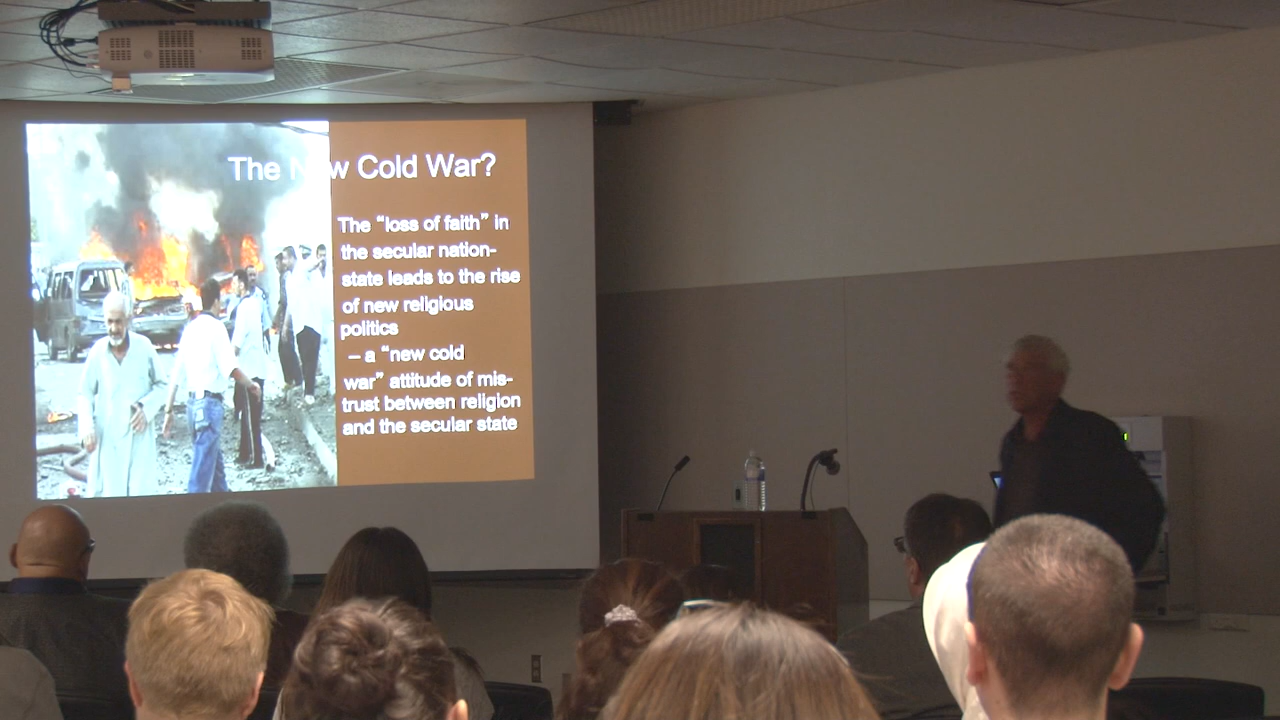 The New Cold War?
The “loss of faith” in
the secular nation-
state leads to the rise
of new religious
politics
– a “new cold
war” attitude of mis-
trust between religion
and the secular state